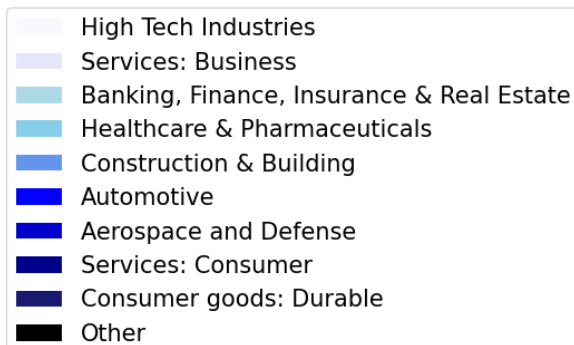 High Tech Industries
Services: Business
Banking, Finance, Insurance & Real Estate
Healthcare & Pharmaceuticals
Construction & Building
Automotive
Aerospace and Defense
Services: Consumer
Consumer goods: Durable
Other